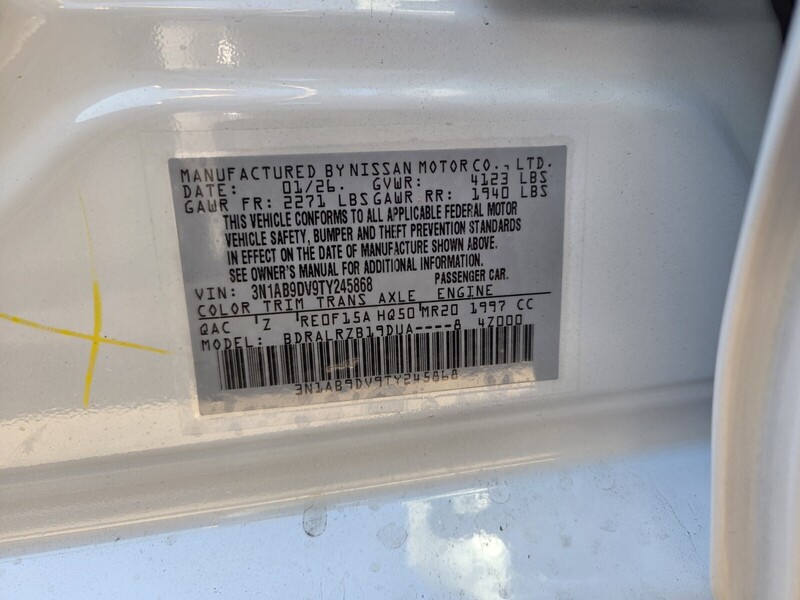 MANUFACTURED BY NISSAN MOTOR CO., LTD.
DATE: 01/26. GVWR: 4123 LBS
GAWR FR: 2271 LBS GAWR RR: 1940 LBS
THIS VEHICLE CONFORMS TO ALL APPLICABLE FEDERAL MOTOR
VEHICLE SAFETY, BUMPER AND THEFT PREVENTION STANDARDS
IN EFFECT ON THE DATE OF MANUFACTURE SHOWN ABOVE.
SEE OWNER'S MANUAL FOR ADDITIONAL INFORMATION.
VIN: 3N1AB9DV9TY245868 PASSENGER CAR.
COLOR TRIM TRANS AXLE ENGINE
QAC Z RE0F15A HQ50 MR20 1997 CC
MODEL: BDRALRZB19DUA----8 4Z000
3N1AB9DV9TY245868